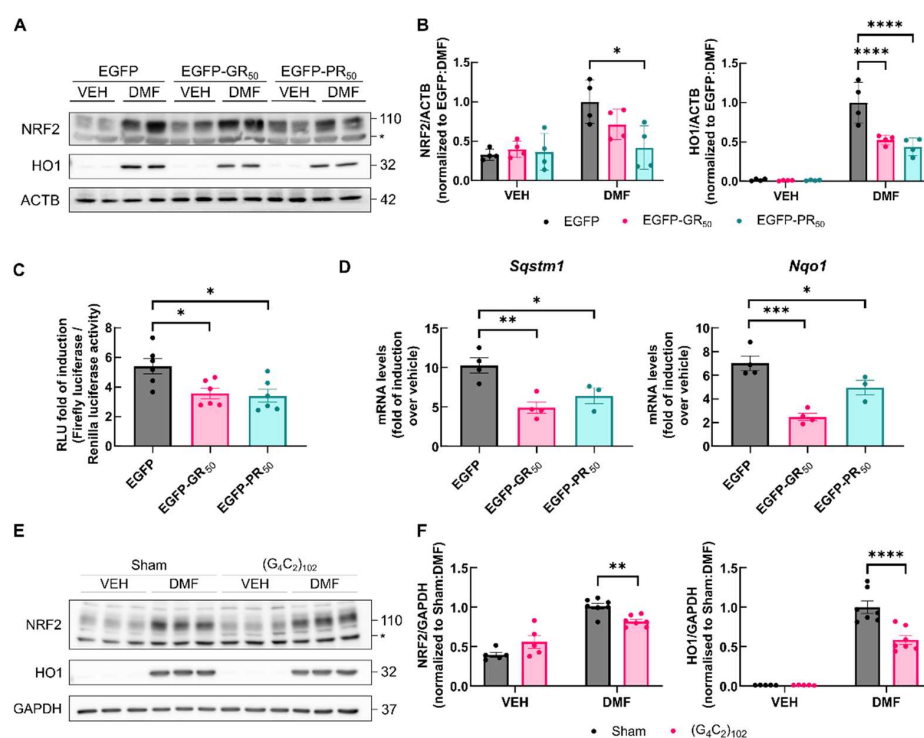 A
EGFP EGFP-GR50 EGFP-PR50
VEH DMF VEH DMF VEH DMF
NRF2 110
*
HO1 32
ACTB 42
B
NRF2/ACTB
(normalized to EGFP:DMF)
1.5
1.0
0.5
0.0
*
VEH DMF
HO1/ACTB
(normalized to EGFP:DMF)
1.5
1.0
0.5
0.0
****
****
VEH DMF
EGFP EGFP-GR50 EGFP-PR50
C
RLU fold of induction
(Firefly luciferase /
Renilla luciferase activity)
8
6
4
2
0
*
*
EGFP
EGFP-GR50
EGFP-PR50
D
Sqstm1
mRNA levels
(fold of induction
over vehicle)
15
10
5
0
*
**
EGFP
EGFP-GR50
EGFP-PR50
Nqo1
mRNA levels
(fold of induction
over vehicle)
10
8
6
4
2
0
*
***
EGFP
EGFP-GR50
EGFP-PR50
E
Sham (G4C2)102
VEH DMF VEH DMF
NRF2 110
*
HO1 32
GAPDH 37
F
NRF2/GAPDH
(normalised to Sham:DMF)
1.5
1.0
0.5
0.0
**
VEH DMF
HO1/GAPDH
(normalised to Sham:DMF)
1.5
1.0
0.5
0.0
****
VEH DMF
Sham (G4C2)102